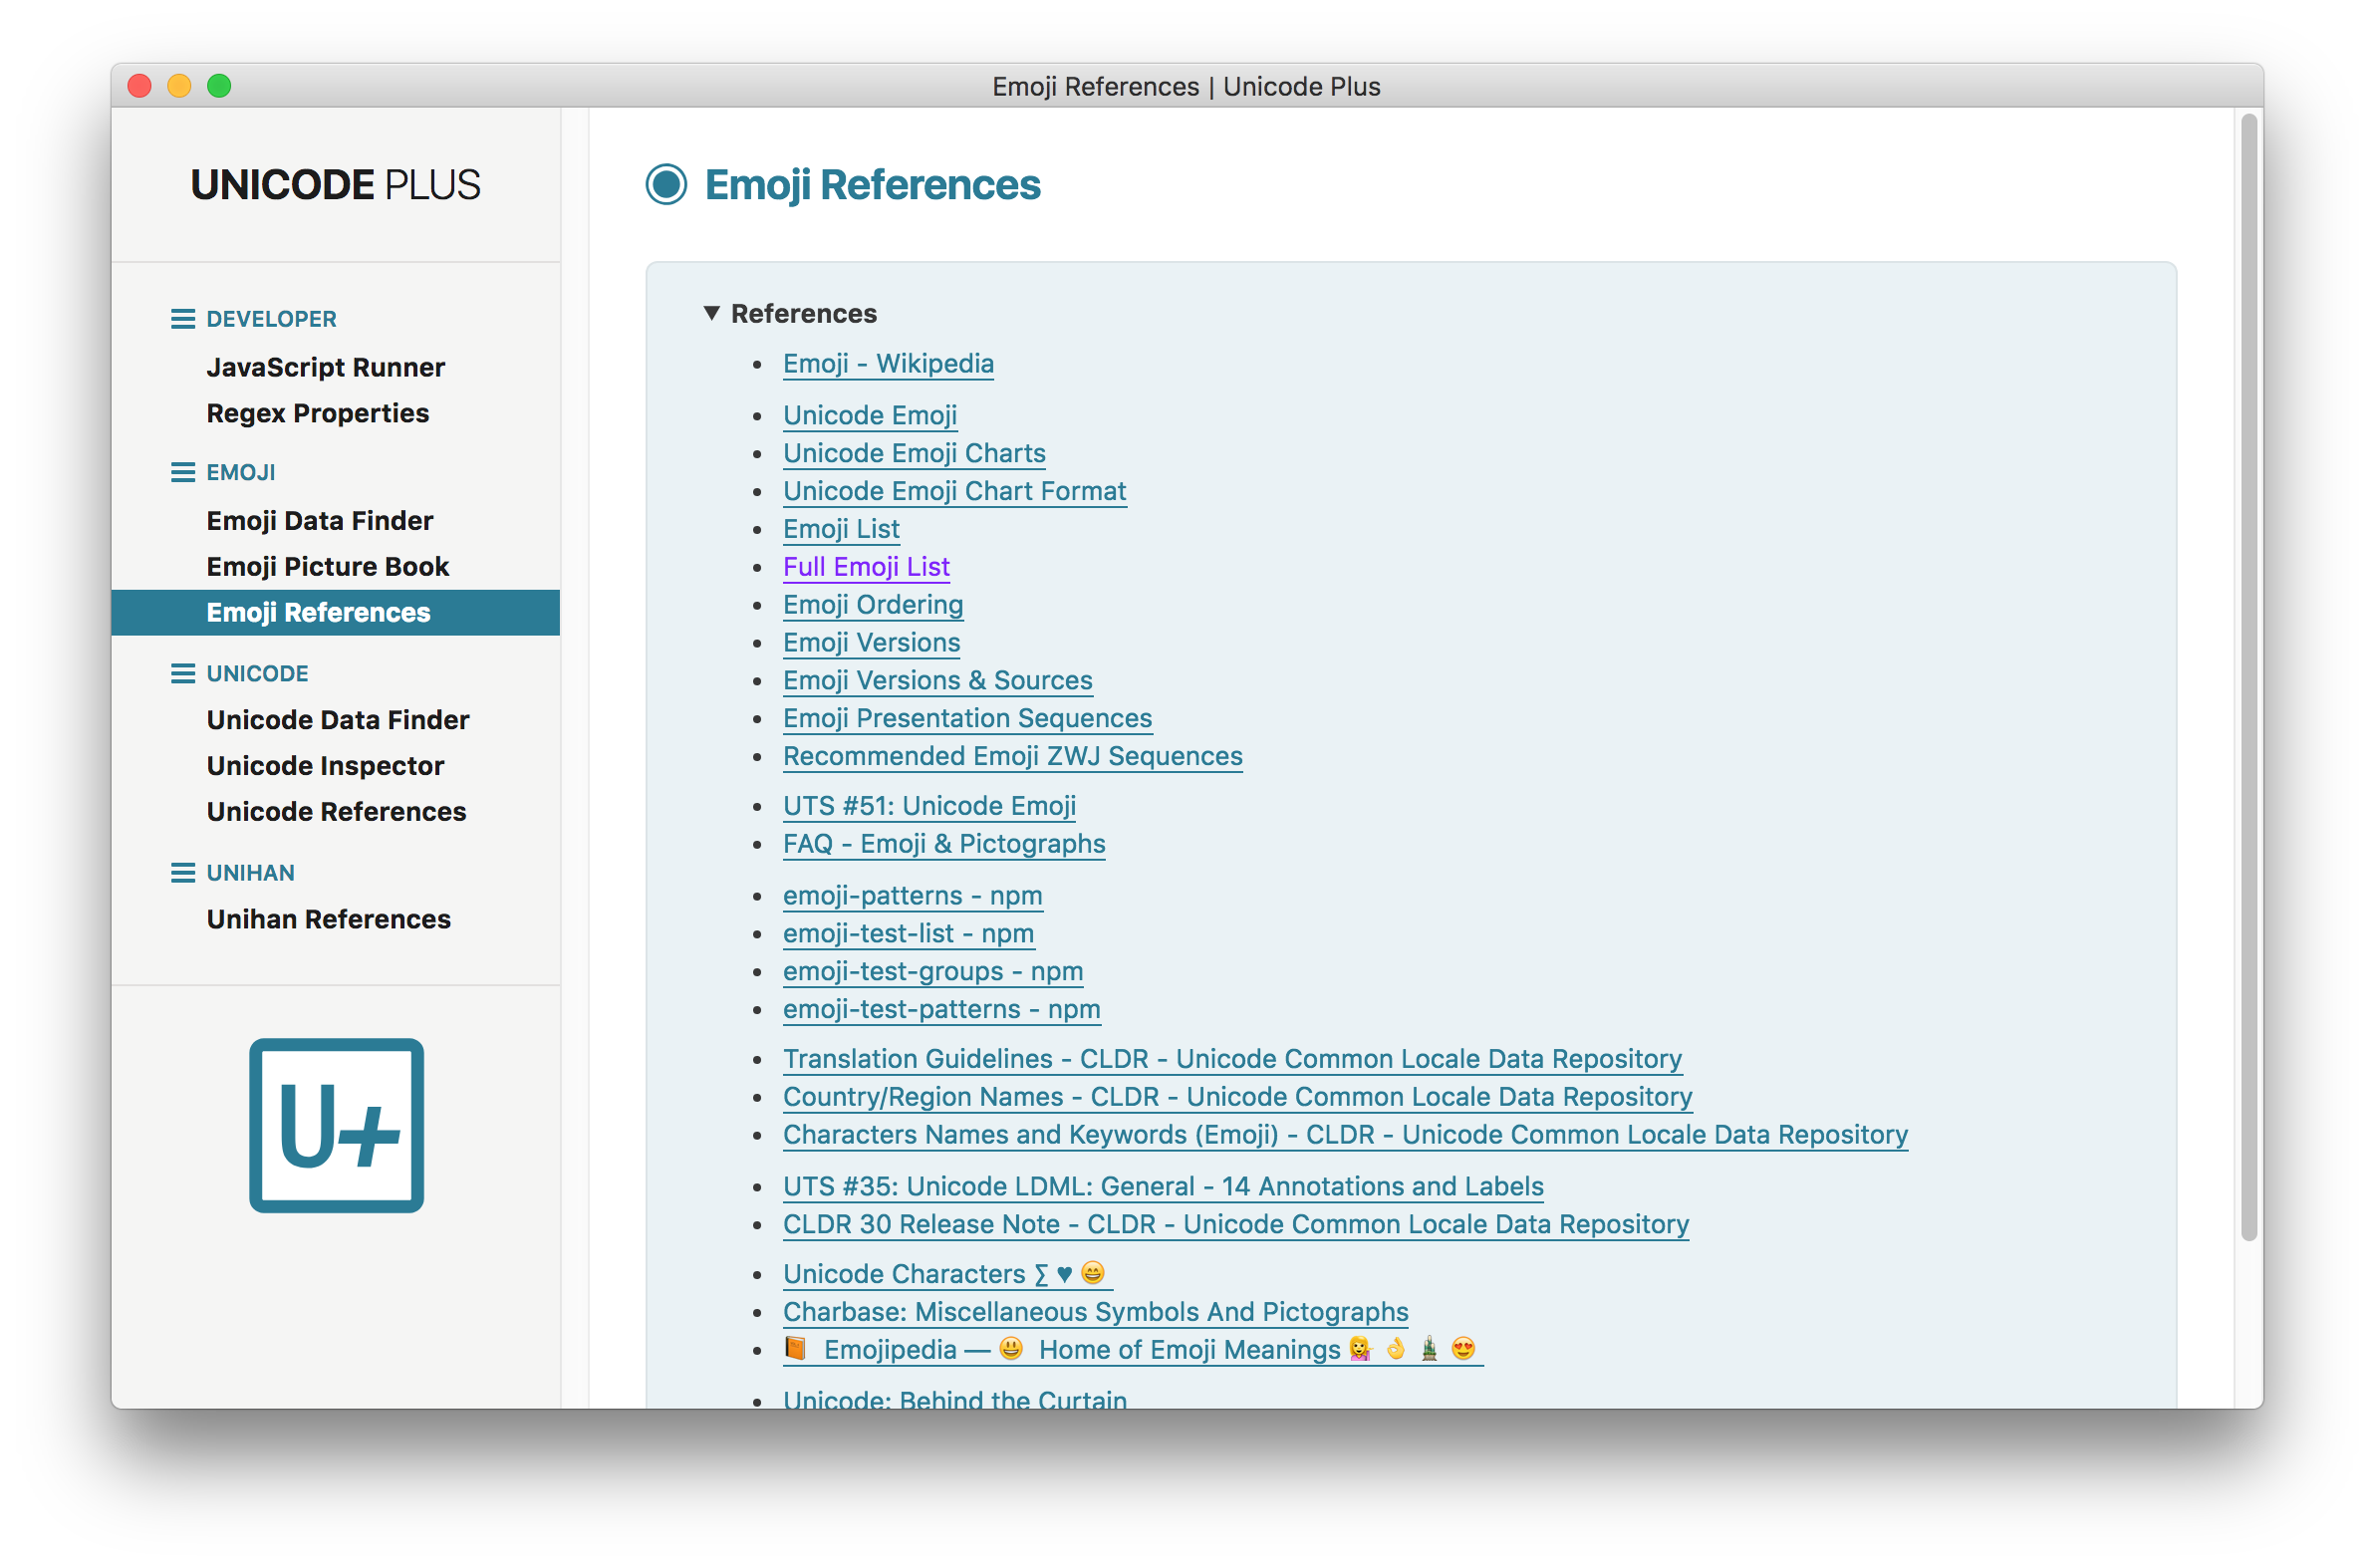 Emoji References | Unicode Plus
UNICODE PLUS
DEVELOPER
JavaScript Runner
Regex Properties
EMOJI
Emoji Data Finder
Emoji Picture Book
Emoji References
UNICODE
Unicode Data Finder
Unicode Inspector
Unicode References
UNIHAN
Unihan References
U+
Emoji References
▼ References
• Emoji - Wikipedia
• Unicode Emoji
• Unicode Emoji Charts
• Unicode Emoji Chart Format
• Emoji List
• Full Emoji List
• Emoji Ordering
• Emoji Versions
• Emoji Versions & Sources
• Emoji Presentation Sequences
• Recommended Emoji ZWJ Sequences
• UTS #51: Unicode Emoji
• FAQ - Emoji & Pictographs
• emoji-patterns - npm
• emoji-test-list - npm
• emoji-test-groups - npm
• emoji-test-patterns - npm
• Translation Guidelines - CLDR - Unicode Common Locale Data Repository
• Country/Region Names - CLDR - Unicode Common Locale Data Repository
• Characters Names and Keywords (Emoji) - CLDR - Unicode Common Locale Data Repository
• UTS #35: Unicode LDML: General - 14 Annotations and Labels
• CLDR 30 Release Note - CLDR - Unicode Common Locale Data Repository
• Unicode Characters ∑ ♥ 😄
• Charbase: Miscellaneous Symbols And Pictographs
• 📙 Emojipedia — 😃 Home of Emoji Meanings 💁 👌 🎍 😍
• Unicode: Behind the Curtain